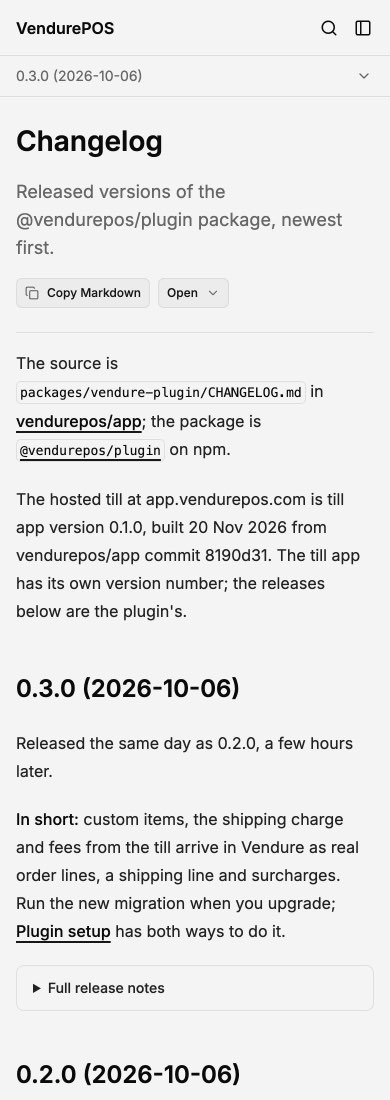 VendurePOS
0.3.0 (2026-10-06)
Changelog
Released versions of the
@vendurepos/plugin package, newest
first.
Copy Markdown
Open
The source is
packages/vendure-plugin/CHANGELOG.md in
vendurepos/app; the package is
@vendurepos/plugin on npm.
The hosted till at app.vendurepos.com is till
app version 0.1.0, built 20 Nov 2026 from
vendurepos/app commit 8190d31. The till app
has its own version number; the releases
below are the plugin's.
0.3.0 (2026-10-06)
Released the same day as 0.2.0, a few hours
later.
In short: custom items, the shipping charge
and fees from the till arrive in Vendure as real
order lines, a shipping line and surcharges.
Run the new migration when you upgrade;
Plugin setup has both ways to do it.
Full release notes
0.2.0 (2026-10-06)